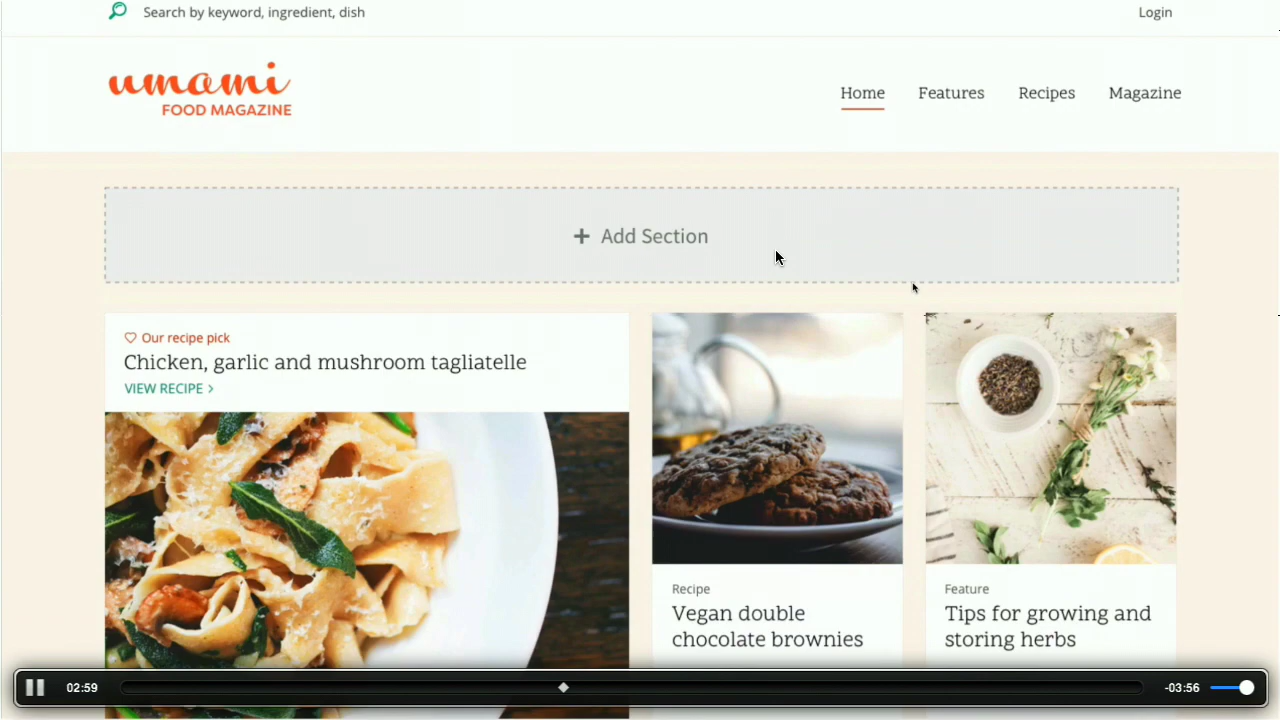 Search by keyword, ingredient, dish
Login
umami
FOOD MAGAZINE
Home
Features
Recipes
Magazine
+ Add Section
Our recipe pick
Chicken, garlic and mushroom tagliatelle
VIEW RECIPE >
Recipe
Vegan double
chocolate brownies
Feature
Tips for growing and
storing herbs
02:59
-03:56